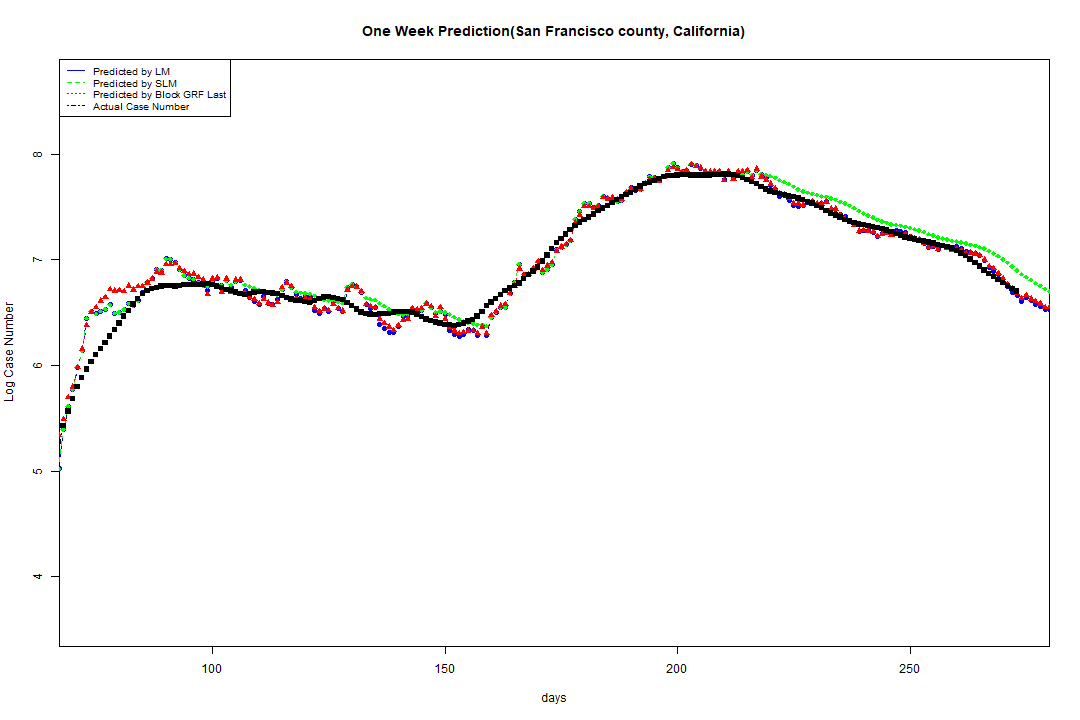 One Week Prediction(San Francisco county, California)
Predicted by LM
Predicted by SLM
Predicted by Block GRF Last
Actual Case Number
8
7
6
5
4
Log Case Number
100 150 200 250
days